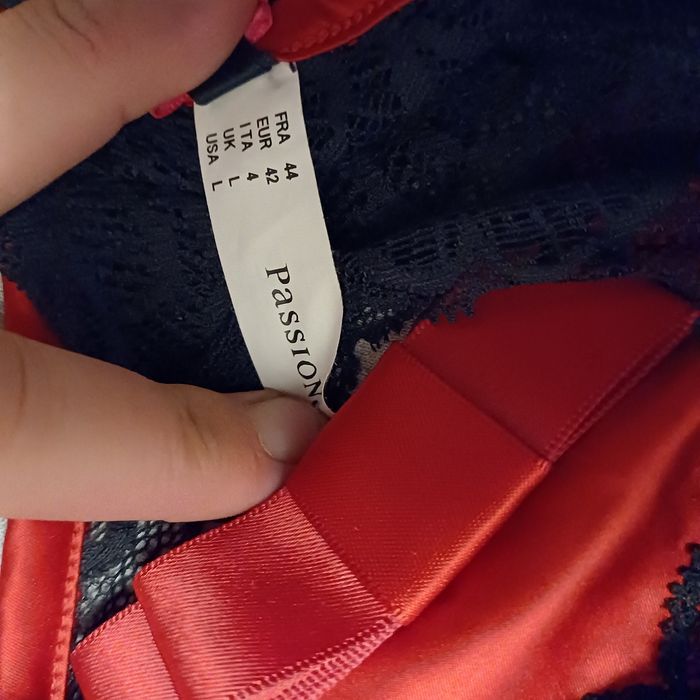 FRA 44
EUR 42
ITA 4
UK L
USA L
Passion